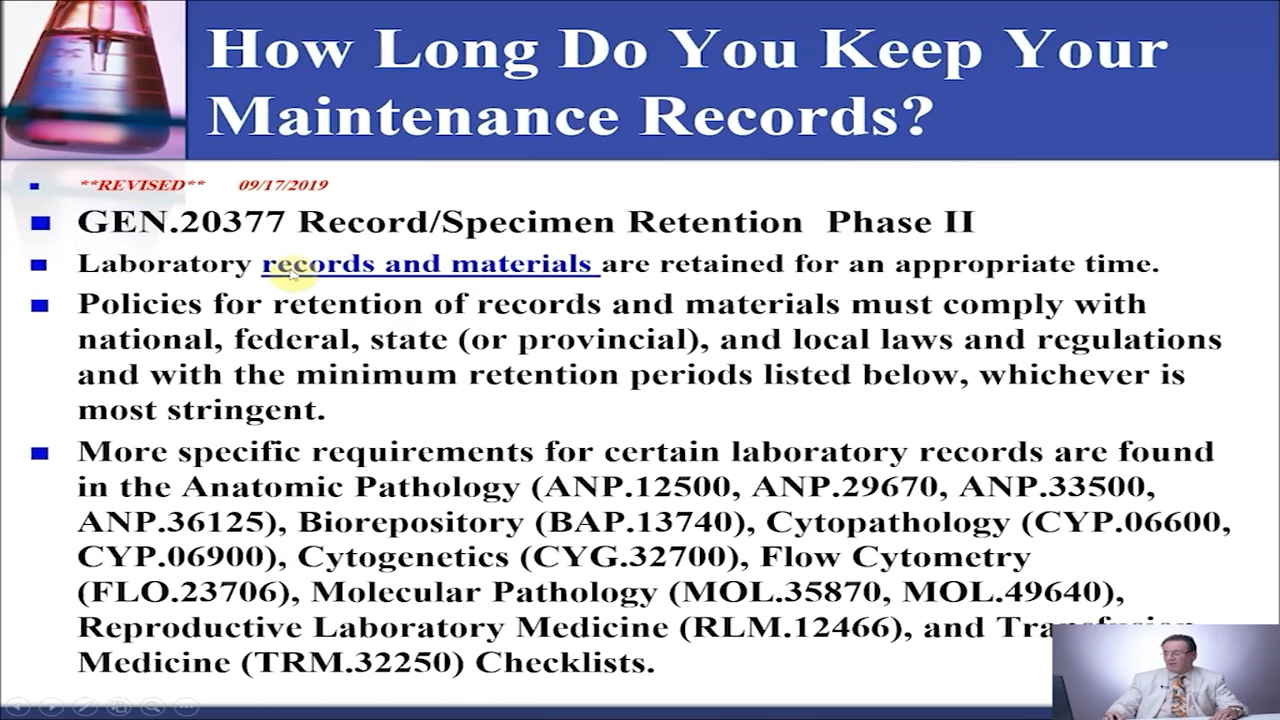 How Long Do You Keep Your
Maintenance Records?
**REVISED** 09/17/2019
GEN.20377 Record/Specimen Retention Phase II
Laboratory records and materials are retained for an appropriate time.
Policies for retention of records and materials must comply with
national, federal, state (or provincial), and local laws and regulations
and with the minimum retention periods listed below, whichever is
most stringent.
More specific requirements for certain laboratory records are found
in the Anatomic Pathology (ANP.12500, ANP.29670, ANP.33500,
ANP.36125), Biorepository (BAP.13740), Cytopathology (CYP.06600,
CYP.06900), Cytogenetics (CYG.32700), Flow Cytometry
(FLO.23706), Molecular Pathology (MOL.35870, MOL.49640),
Reproductive Laboratory Medicine (RLM.12466), and Transfusion
Medicine (TRM.32250) Checklists.